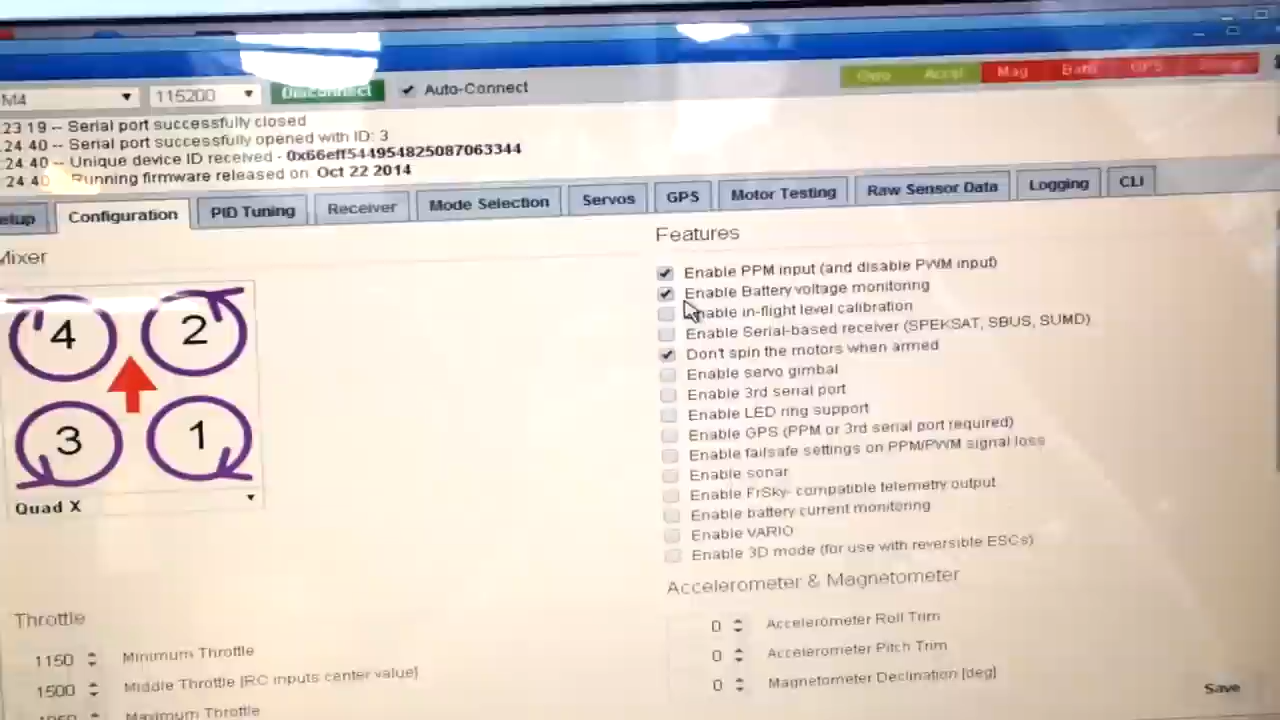 M4 115200 Disconnect Auto-Connect Gyro Accel Mag Baro GPS Sonar
23 19 -- Serial port successfully closed
24 40 -- Serial port successfully opened with ID: 3
24 40 -- Unique device ID received - 0x66eff544954825087063344
24 40 -- Running firmware released on Oct 22 2014
etup Configuration PID Tuning Receiver Mode Selection Servos GPS Motor Testing Raw Sensor Data Logging CLI
Mixer
4 2
3 1
Quad X
Throttle
1150 Minimum Throttle
1500 Middle Throttle [RC inputs center value]
Maximum Throttle
Features
Enable PPM input (and disable PWM input)
Enable Battery voltage monitoring
nable in-flight level calibration
Enable Serial-based receiver (SPEKSAT, SBUS, SUMD)
Don't spin the motors when armed
Enable servo gimbal
Enable 3rd serial port
Enable LED ring support
Enable GPS (PPM or 3rd serial port required)
Enable failsafe settings on PPM/PWM signal loss
Enable sonar
Enable FrSky- compatible telemetry output
Enable battery current monitoring
Enable VARIO
Enable 3D mode (for use with reversible ESCs)
Accelerometer & Magnetometer
0 Accelerometer Roll Trim
0 Accelerometer Pitch Trim
0 Magnetometer Declination [deg]
Save